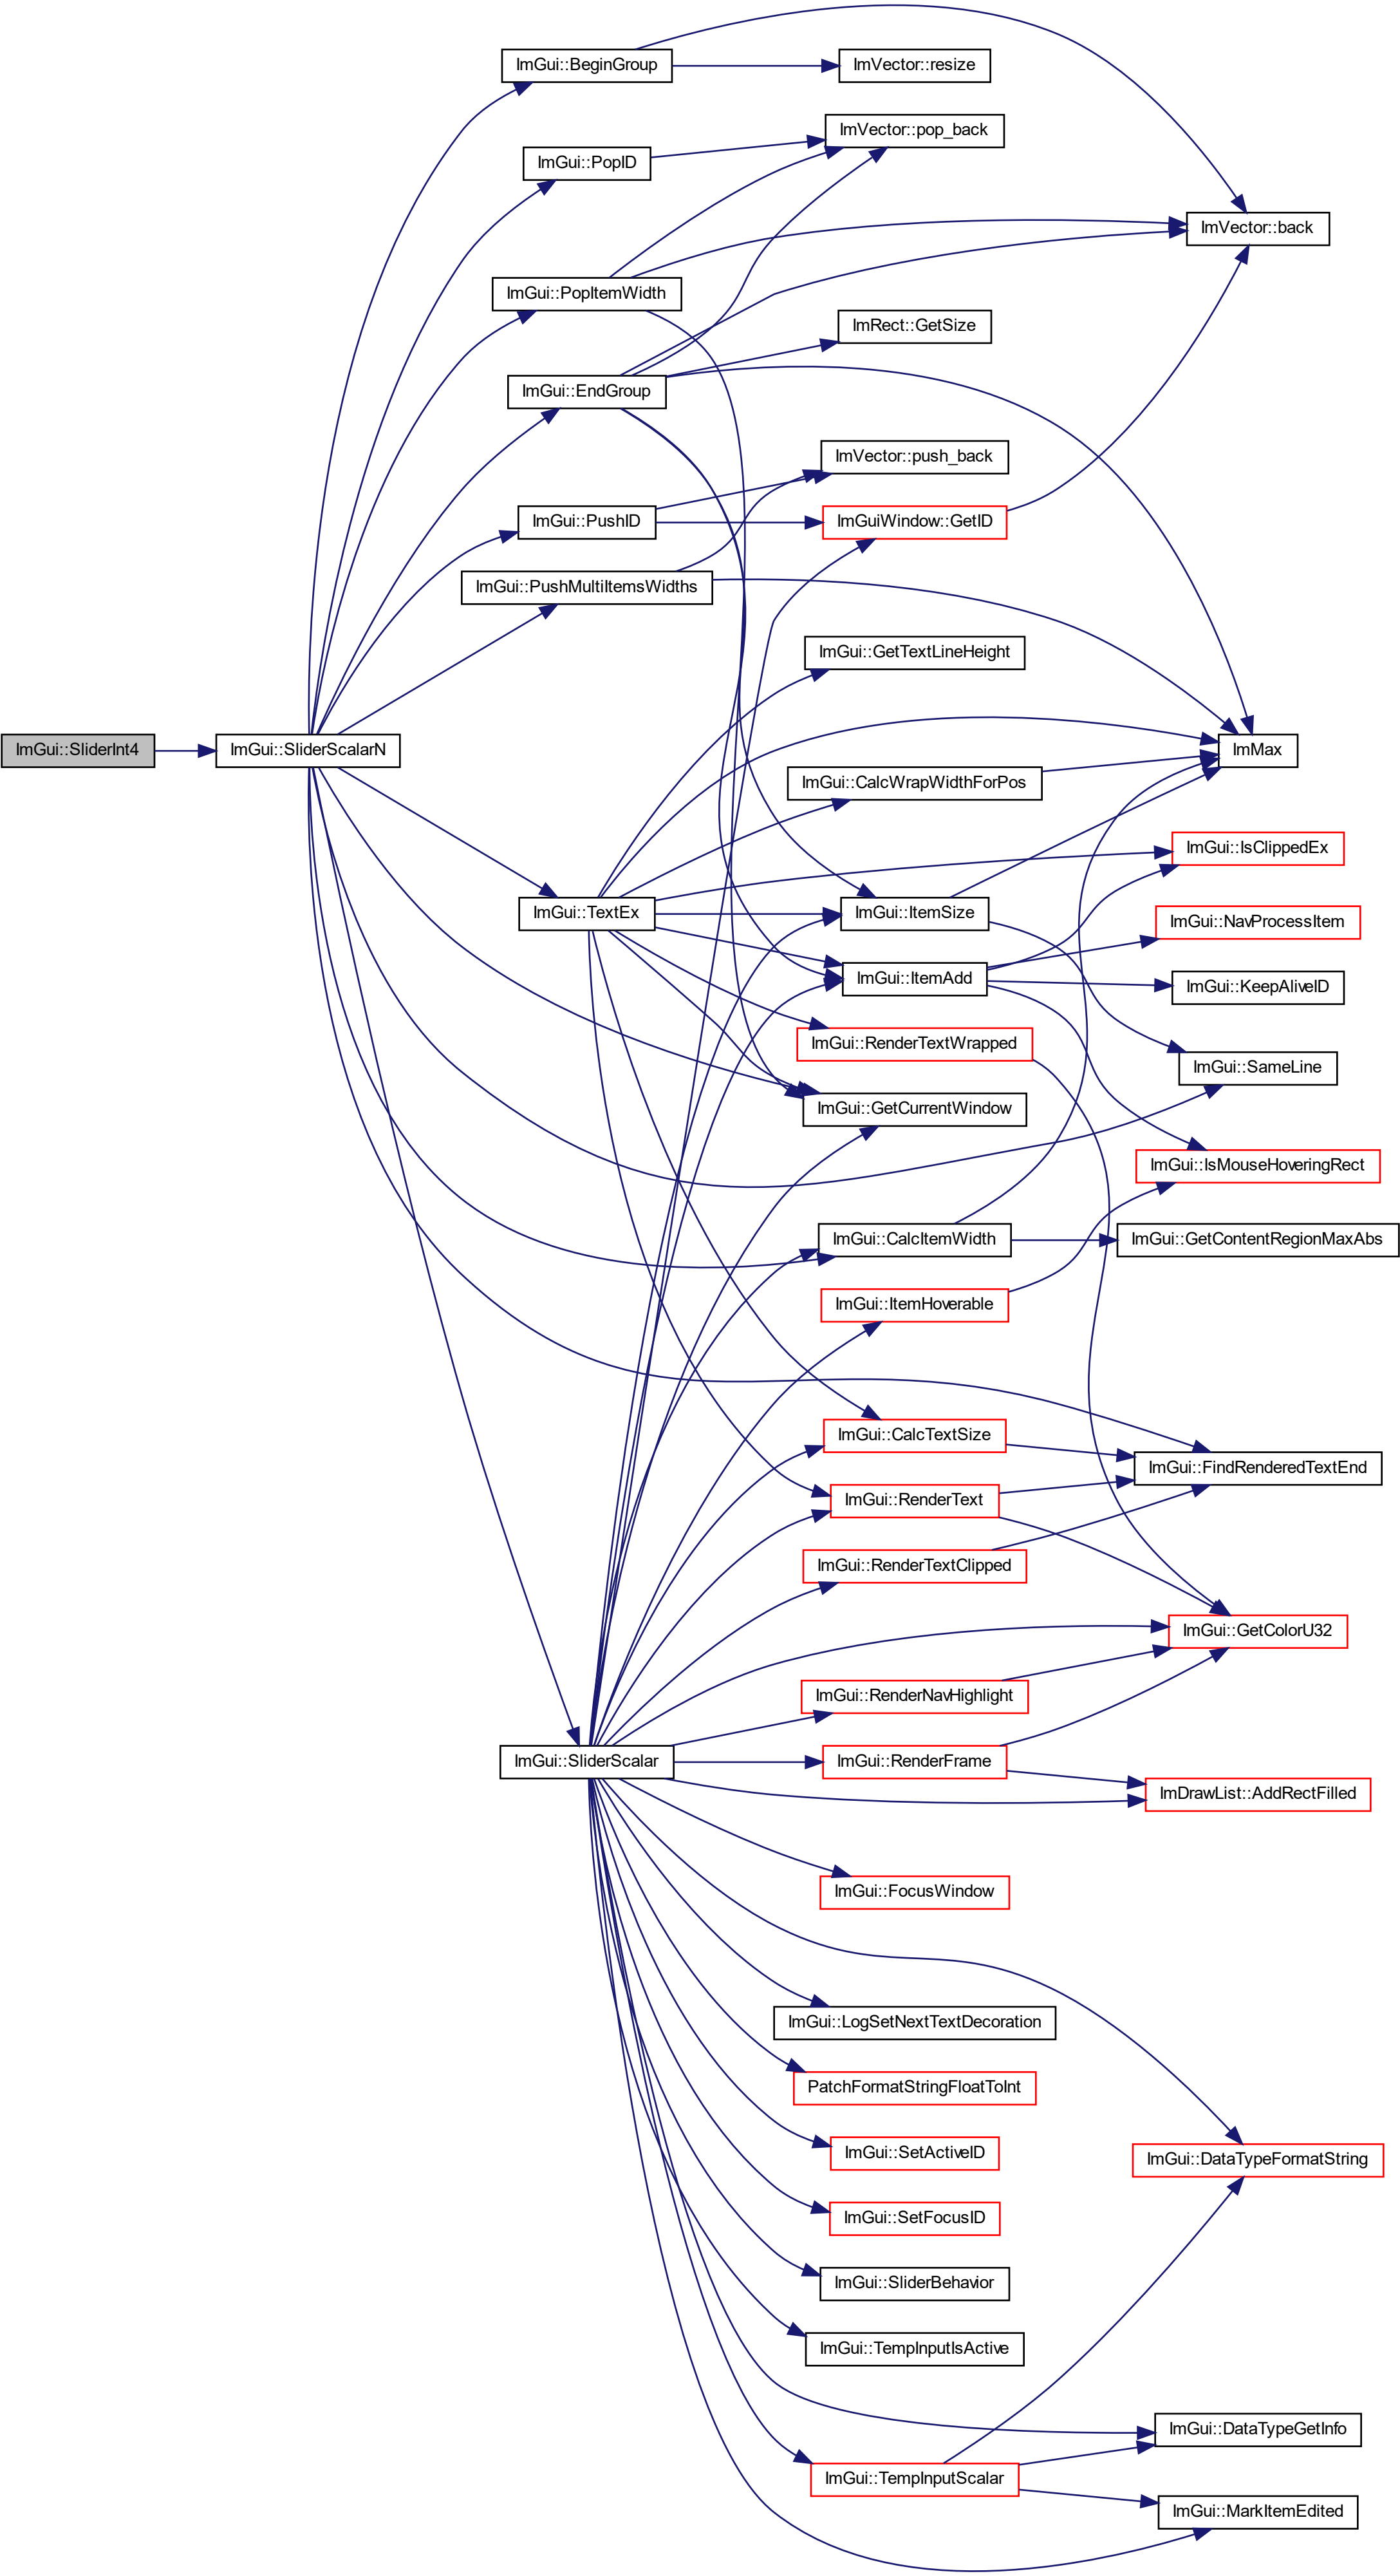 ImGui::BeginGroup
ImVector::resize
ImVector::pop_back
ImGui::PopID
ImVector::back
ImGui::PopItemWidth
ImRect::GetSize
ImGui::EndGroup
ImVector::push_back
ImGui::PushID
ImGuiWindow::GetID
ImGui::PushMultiItemsWidths
ImGui::GetTextLineHeight
ImGui::SliderInt4
ImGui::SliderScalarN
ImMax
ImGui::CalcWrapWidthForPos
ImGui::IsClippedEx
ImGui::TextEx
ImGui::ItemSize
ImGui::NavProcessItem
ImGui::ItemAdd
ImGui::KeepAliveID
ImGui::RenderTextWrapped
ImGui::SameLine
ImGui::GetCurrentWindow
ImGui::IsMouseHoveringRect
ImGui::CalcItemWidth
ImGui::GetContentRegionMaxAbs
ImGui::ItemHoverable
ImGui::CalcTextSize
ImGui::FindRenderedTextEnd
ImGui::RenderText
ImGui::RenderTextClipped
ImGui::GetColorU32
ImGui::RenderNavHighlight
ImGui::SliderScalar
ImGui::RenderFrame
ImDrawList::AddRectFilled
ImGui::FocusWindow
ImGui::LogSetNextTextDecoration
PatchFormatStringFloatToInt
ImGui::SetActiveID
ImGui::DataTypeFormatString
ImGui::SetFocusID
ImGui::SliderBehavior
ImGui::TempInputIsActive
ImGui::DataTypeGetInfo
ImGui::TempInputScalar
ImGui::MarkItemEdited